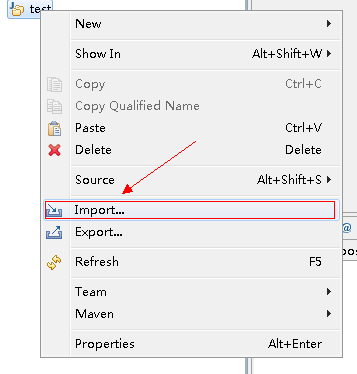 test
New
Show In Alt+Shift+W
Copy Ctrl+C
Copy Qualified Name
Paste Ctrl+V
Delete Delete
Source Alt+Shift+S
Import...
@
Export...
Refresh F5
Team
Maven
Properties Alt+Enter